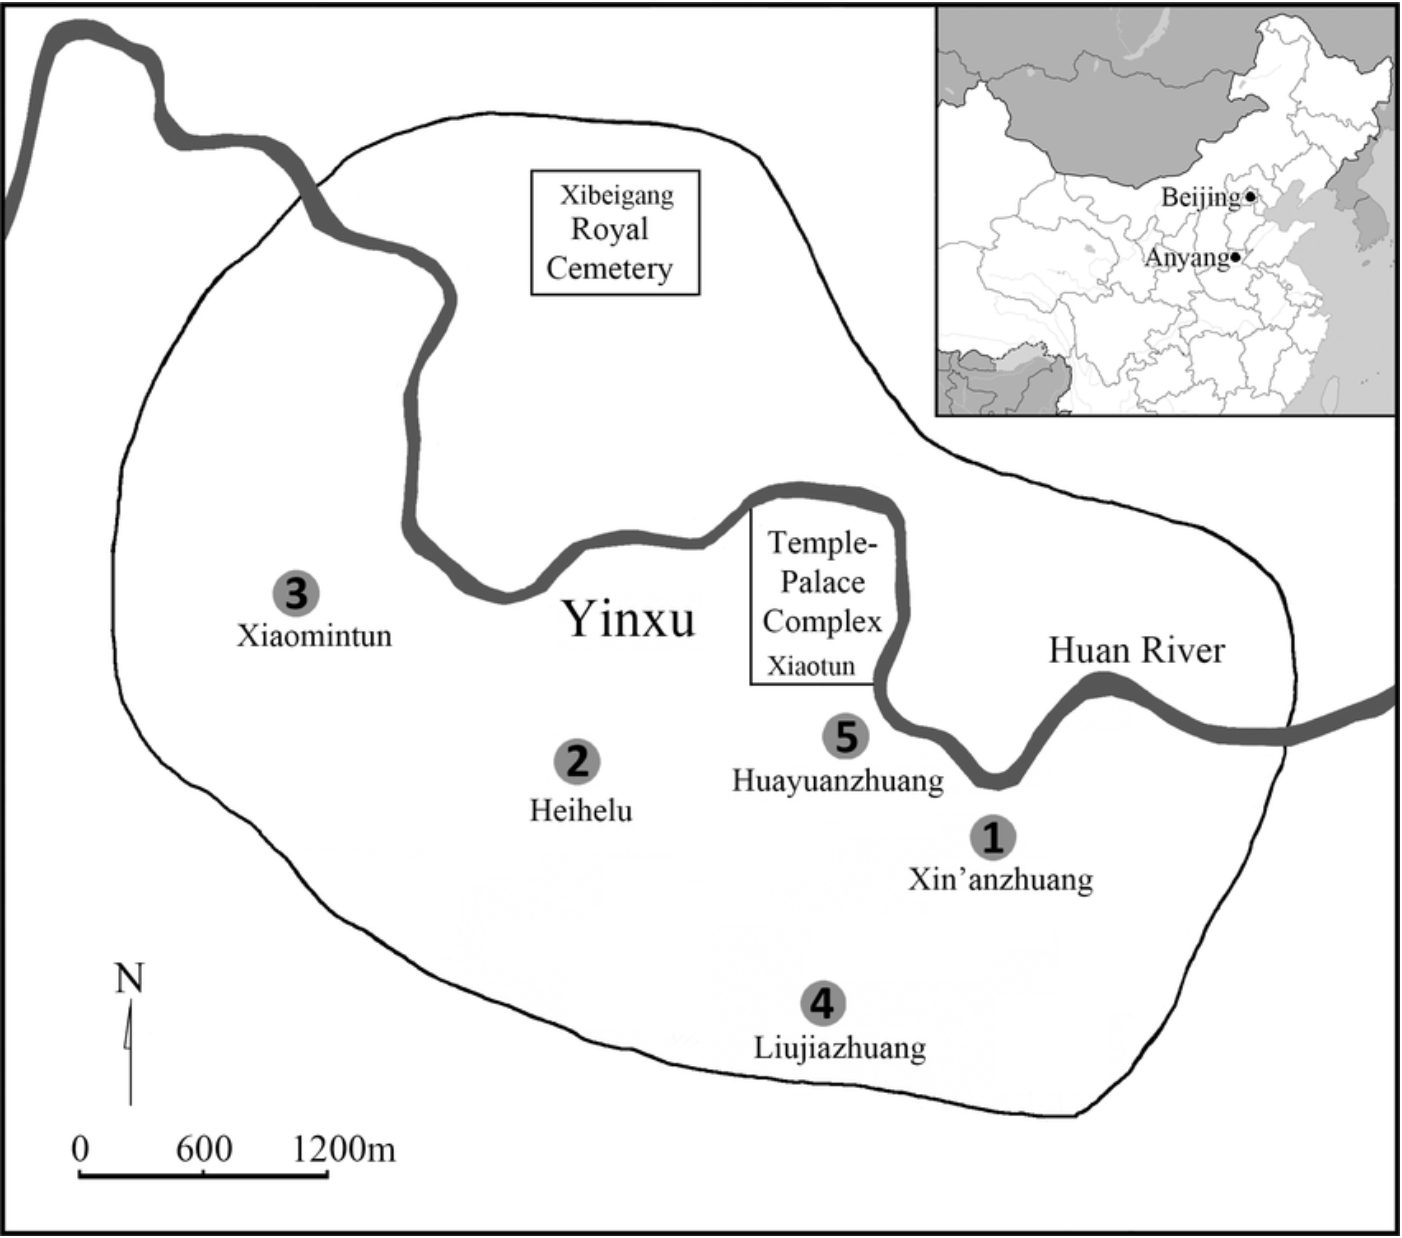 Xibeigang
Royal
Cemetery
Beijing
Anyang
Temple-
Palace
Complex
Xiaotun
3
Xiaomintun
Yinxu
Huan River
5
Huayuanzhuang
2
Heihelu
1
Xin’anzhuang
4
Liujiazhuang
N
0 600 1200m